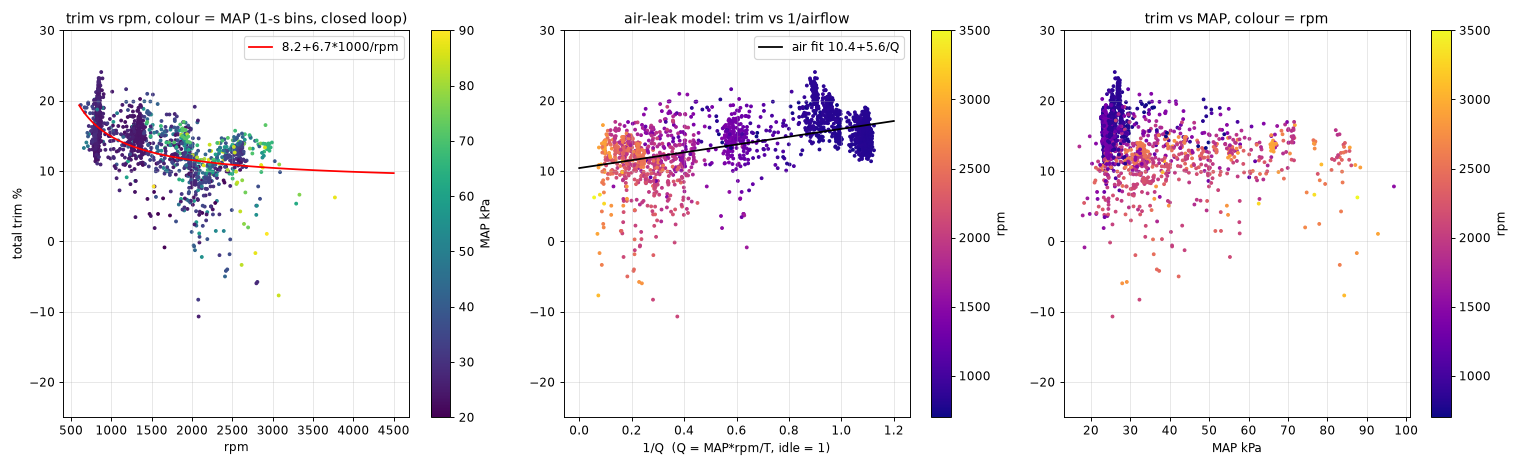 trim vs rpm, colour = MAP (1-s bins, closed loop)
30
20
10
0
−10
−20
total trim %
500 1000 1500 2000 2500 3000 3500 4000 4500
rpm
8.2+6.7*1000/rpm
90
80
70
60
50
40
30
20
MAP kPa
air-leak model: trim vs 1/airflow
30
20
10
0
−10
−20
0.0 0.2 0.4 0.6 0.8 1.0 1.2
1/Q (Q = MAP*rpm/T, idle = 1)
air fit 10.4+5.6/Q
3500
3000
2500
2000
1500
1000
rpm
trim vs MAP, colour = rpm
30
20
10
0
−10
−20
20 30 40 50 60 70 80 90 100
MAP kPa
3500
3000
2500
2000
1500
1000
rpm